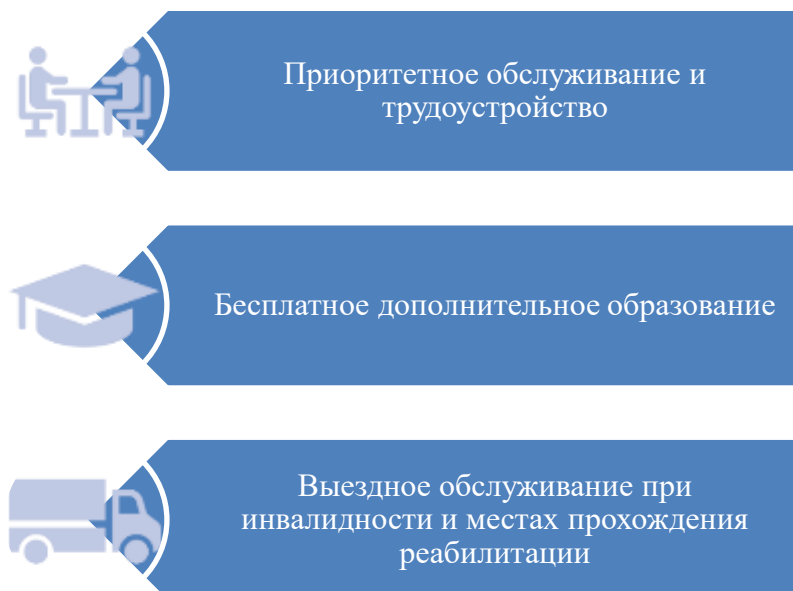 Приоритетное обслуживание и
трудоустройство
Бесплатное дополнительное образование
Выездное обслуживание при
инвалидности и местах прохождения
реабилитации